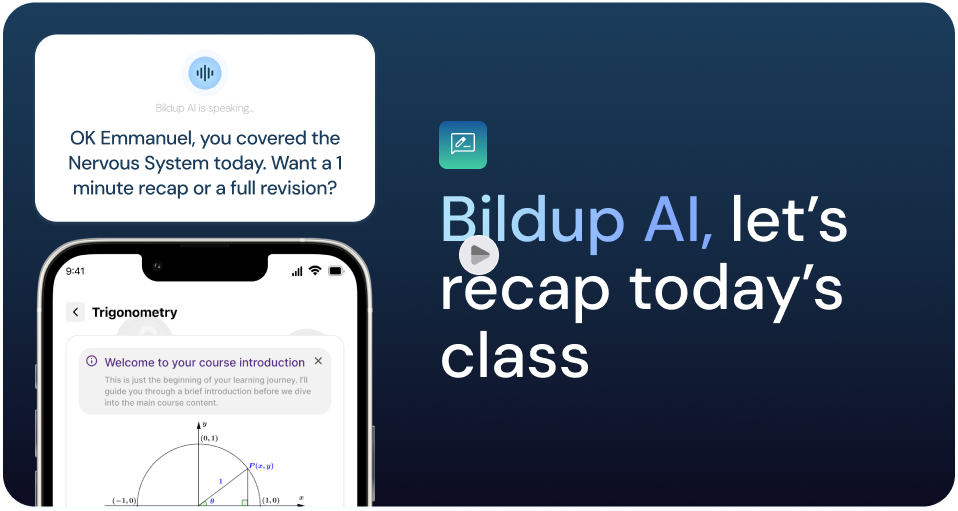 Bildup AI is speaking...
OK Emmanuel, you covered the
Nervous System today. Want a 1
minute recap or a full revision?
9:41
Trigonometry
Welcome to your course introduction
This is just the beginning of your learning journey. I'll
guide you through a brief introduction before we dive
into the main course content.
y
(0, 1)
P(x, y)
1
θ
(−1, 0)
(1, 0)
x
Bildup AI, let’s
recap today’s
class